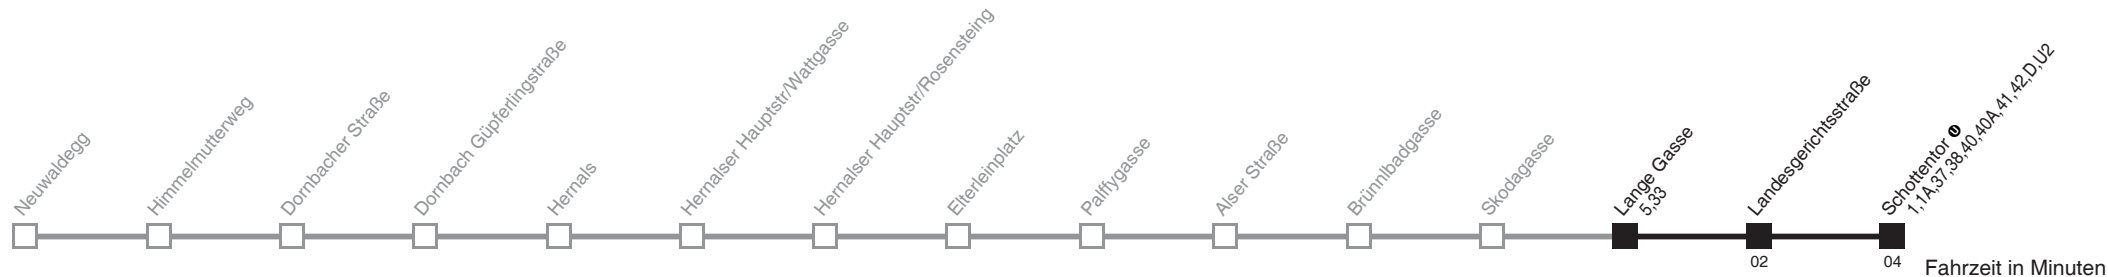 Neuwaldegg
Himmelmutterweg
Dornbacher Straße
Dornbach Güpferlingstraße
Hernals
Hernalser Hauptstr/Wattgasse
Hernalser Hauptstr/Rosensteing
Elterleinplatz
Palffygasse
Alser Straße
Brünnlbadgasse
Skodagasse
Lange Gasse
5,33
Landesgerichtsstraße
Schottentor U
1,1A,37,38,40,40A,41,42,D,U2
02
04
Fahrzeit in Minuten